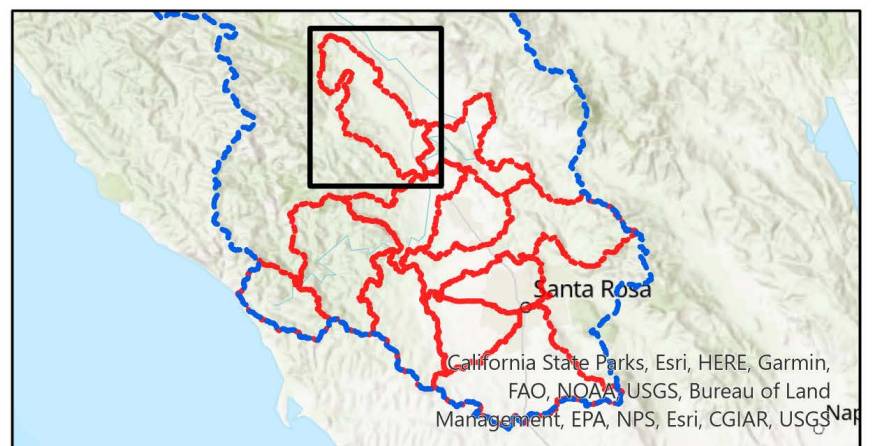 Santa Rosa
California State Parks, Esri, HERE, Garmin,
FAO, NOAA, USGS, Bureau of Land
Management, EPA, NPS, Esri, CGIAR, USGS
Nap